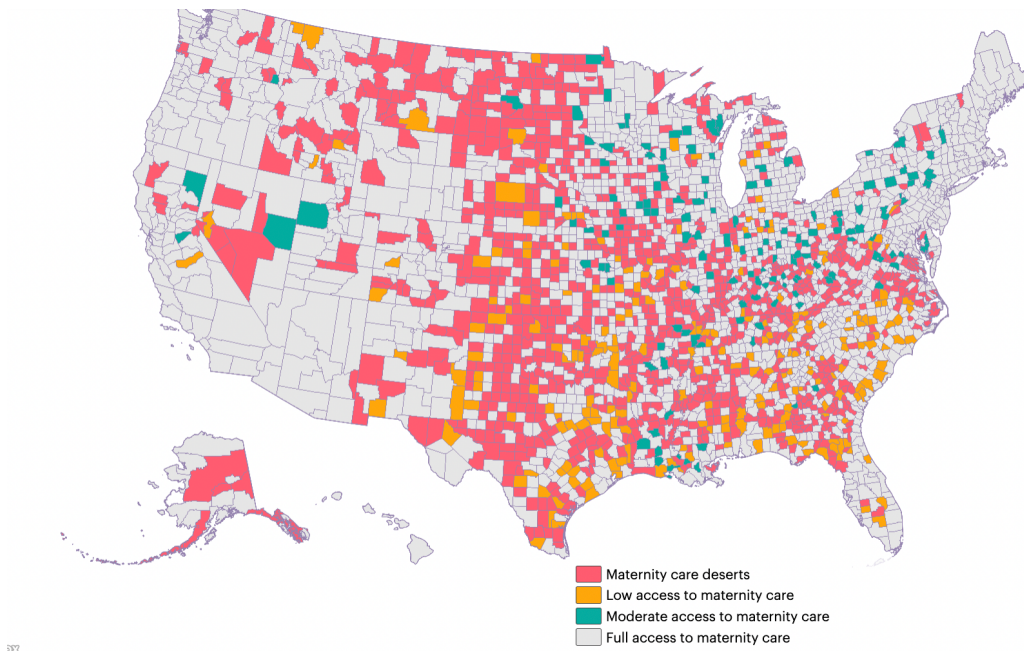 Maternity care deserts
Low access to maternity care
Moderate access to maternity care
Full access to maternity care